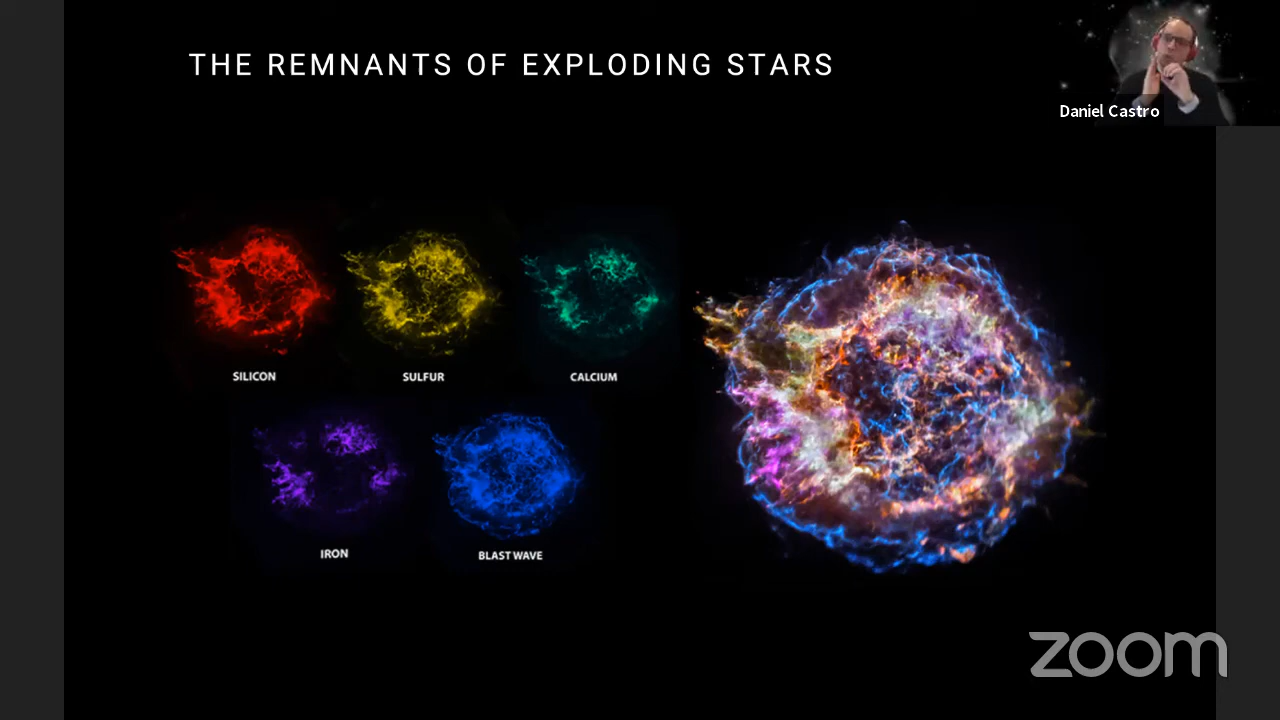 THE REMNANTS OF EXPLODING STARS
Daniel Castro
SILICON
SULFUR
CALCIUM
IRON
BLAST WAVE
zoom